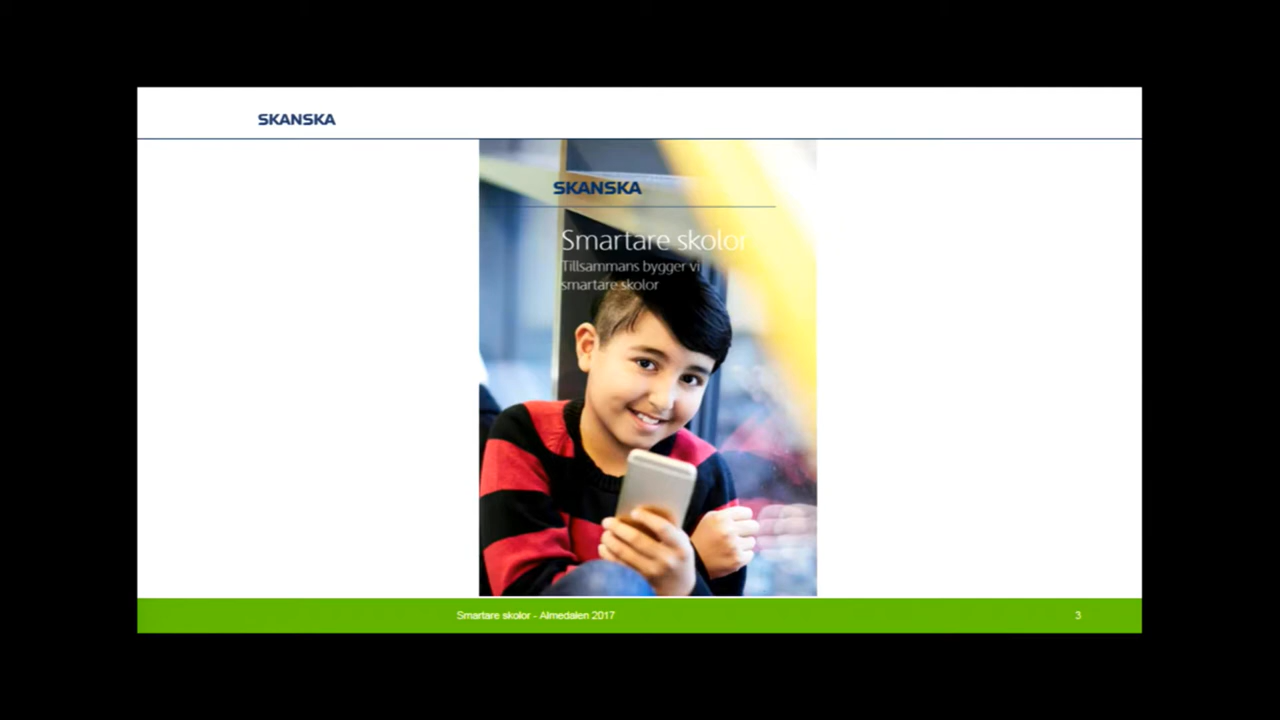 SKANSKA
SKANSKA
Smartare skolor
Tillsammans bygger vi
smartare skolor
Smartare skolor - Almedalen 2017
3